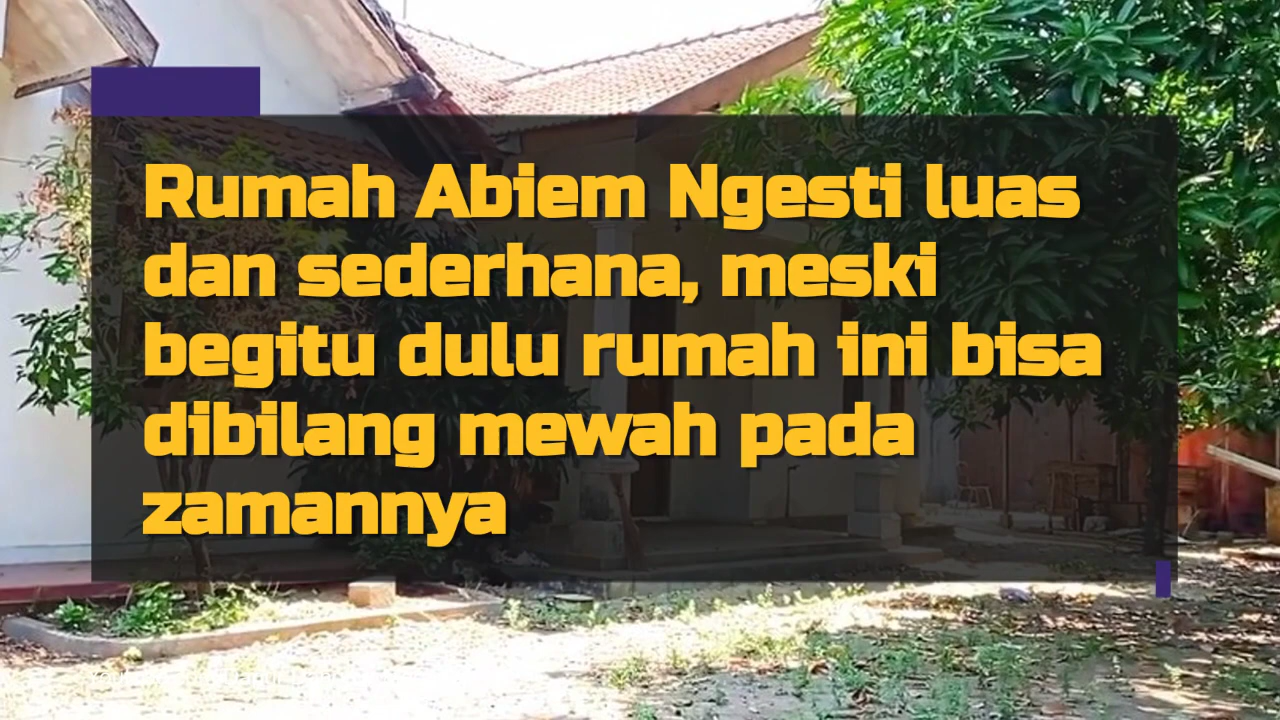 Rumah Abiem Ngesti luas
dan sederhana, meski
begitu dulu rumah ini bisa
dibilang mewah pada
zamannya